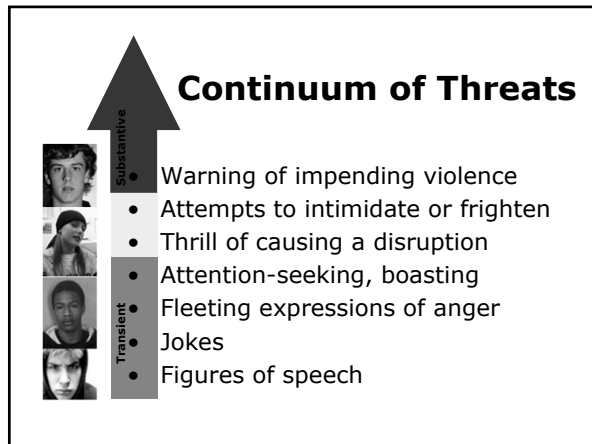 Continuum of Threats
Substantive
• Warning of impending violence
• Attempts to intimidate or frighten
• Thrill of causing a disruption
• Attention-seeking, boasting
• Fleeting expressions of anger
• Jokes
• Figures of speech
Transient